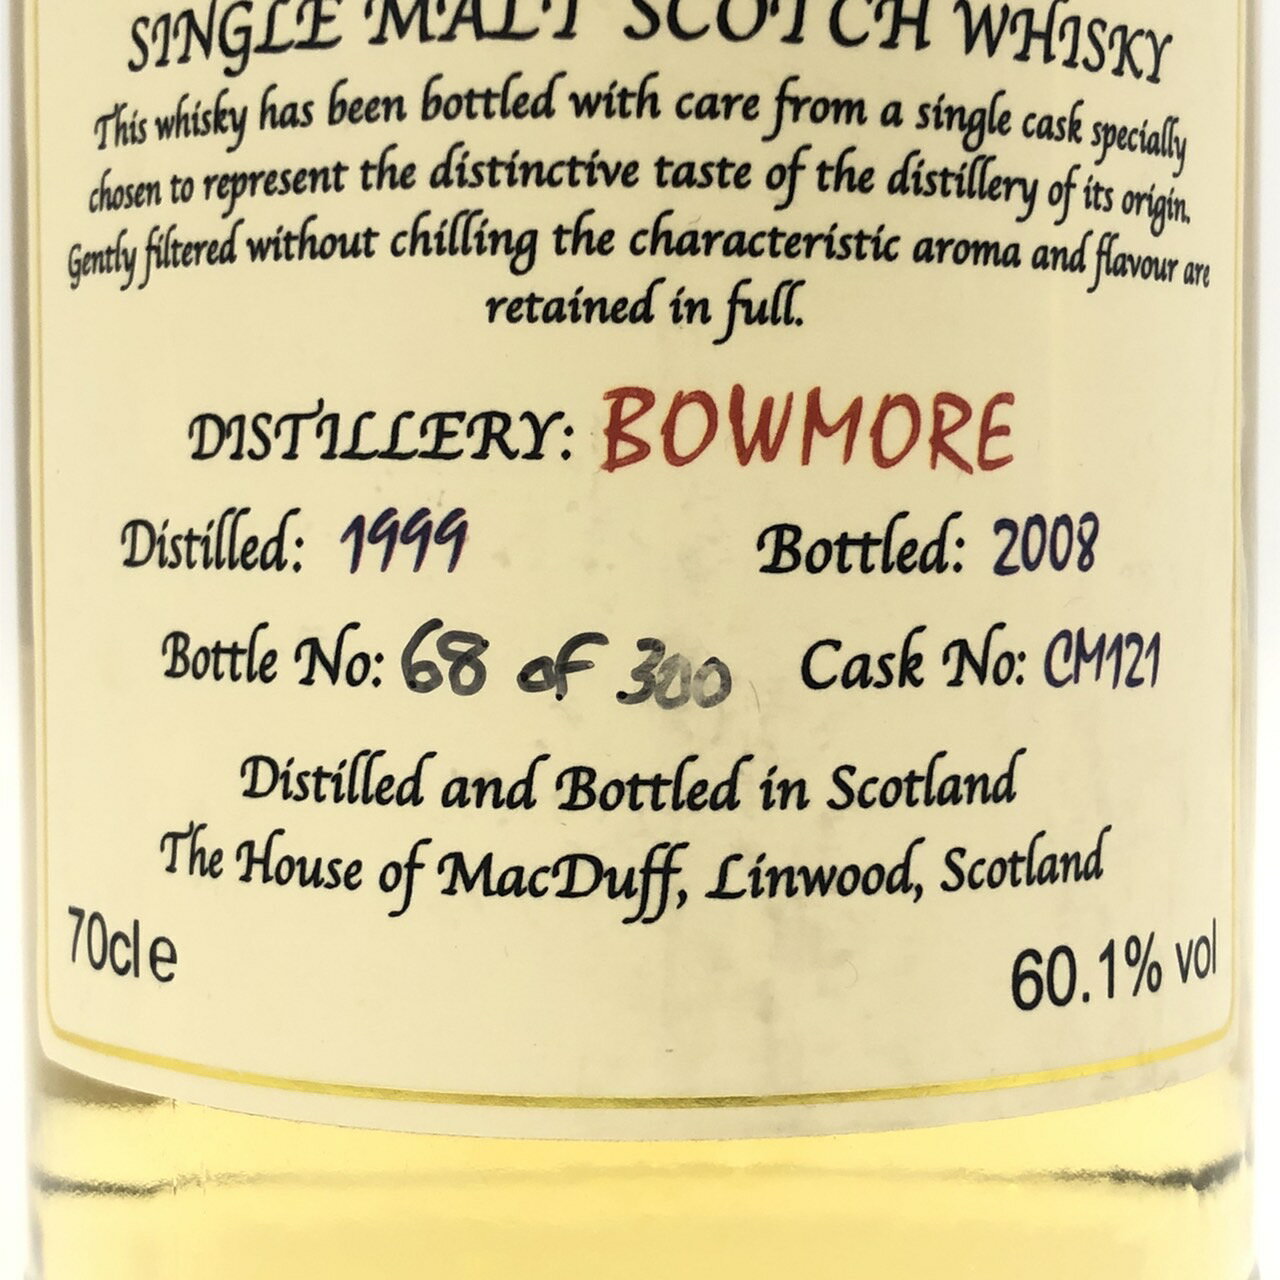 SINGLE MALT SCOTCH WHISKY
This whisky has been bottled with care from a single cask specially
chosen to represent the distinctive taste of the distillery of its origin.
Gently filtered without chilling the characteristic aroma and flavour are
retained in full.
DISTILLERY: BOWMORE
Distilled: 1999 Bottled: 2008
Bottle No: 68 of 300 Cask No: CM121
Distilled and Bottled in Scotland
The House of MacDuff, Linwood, Scotland
70cl e 60.1% vol